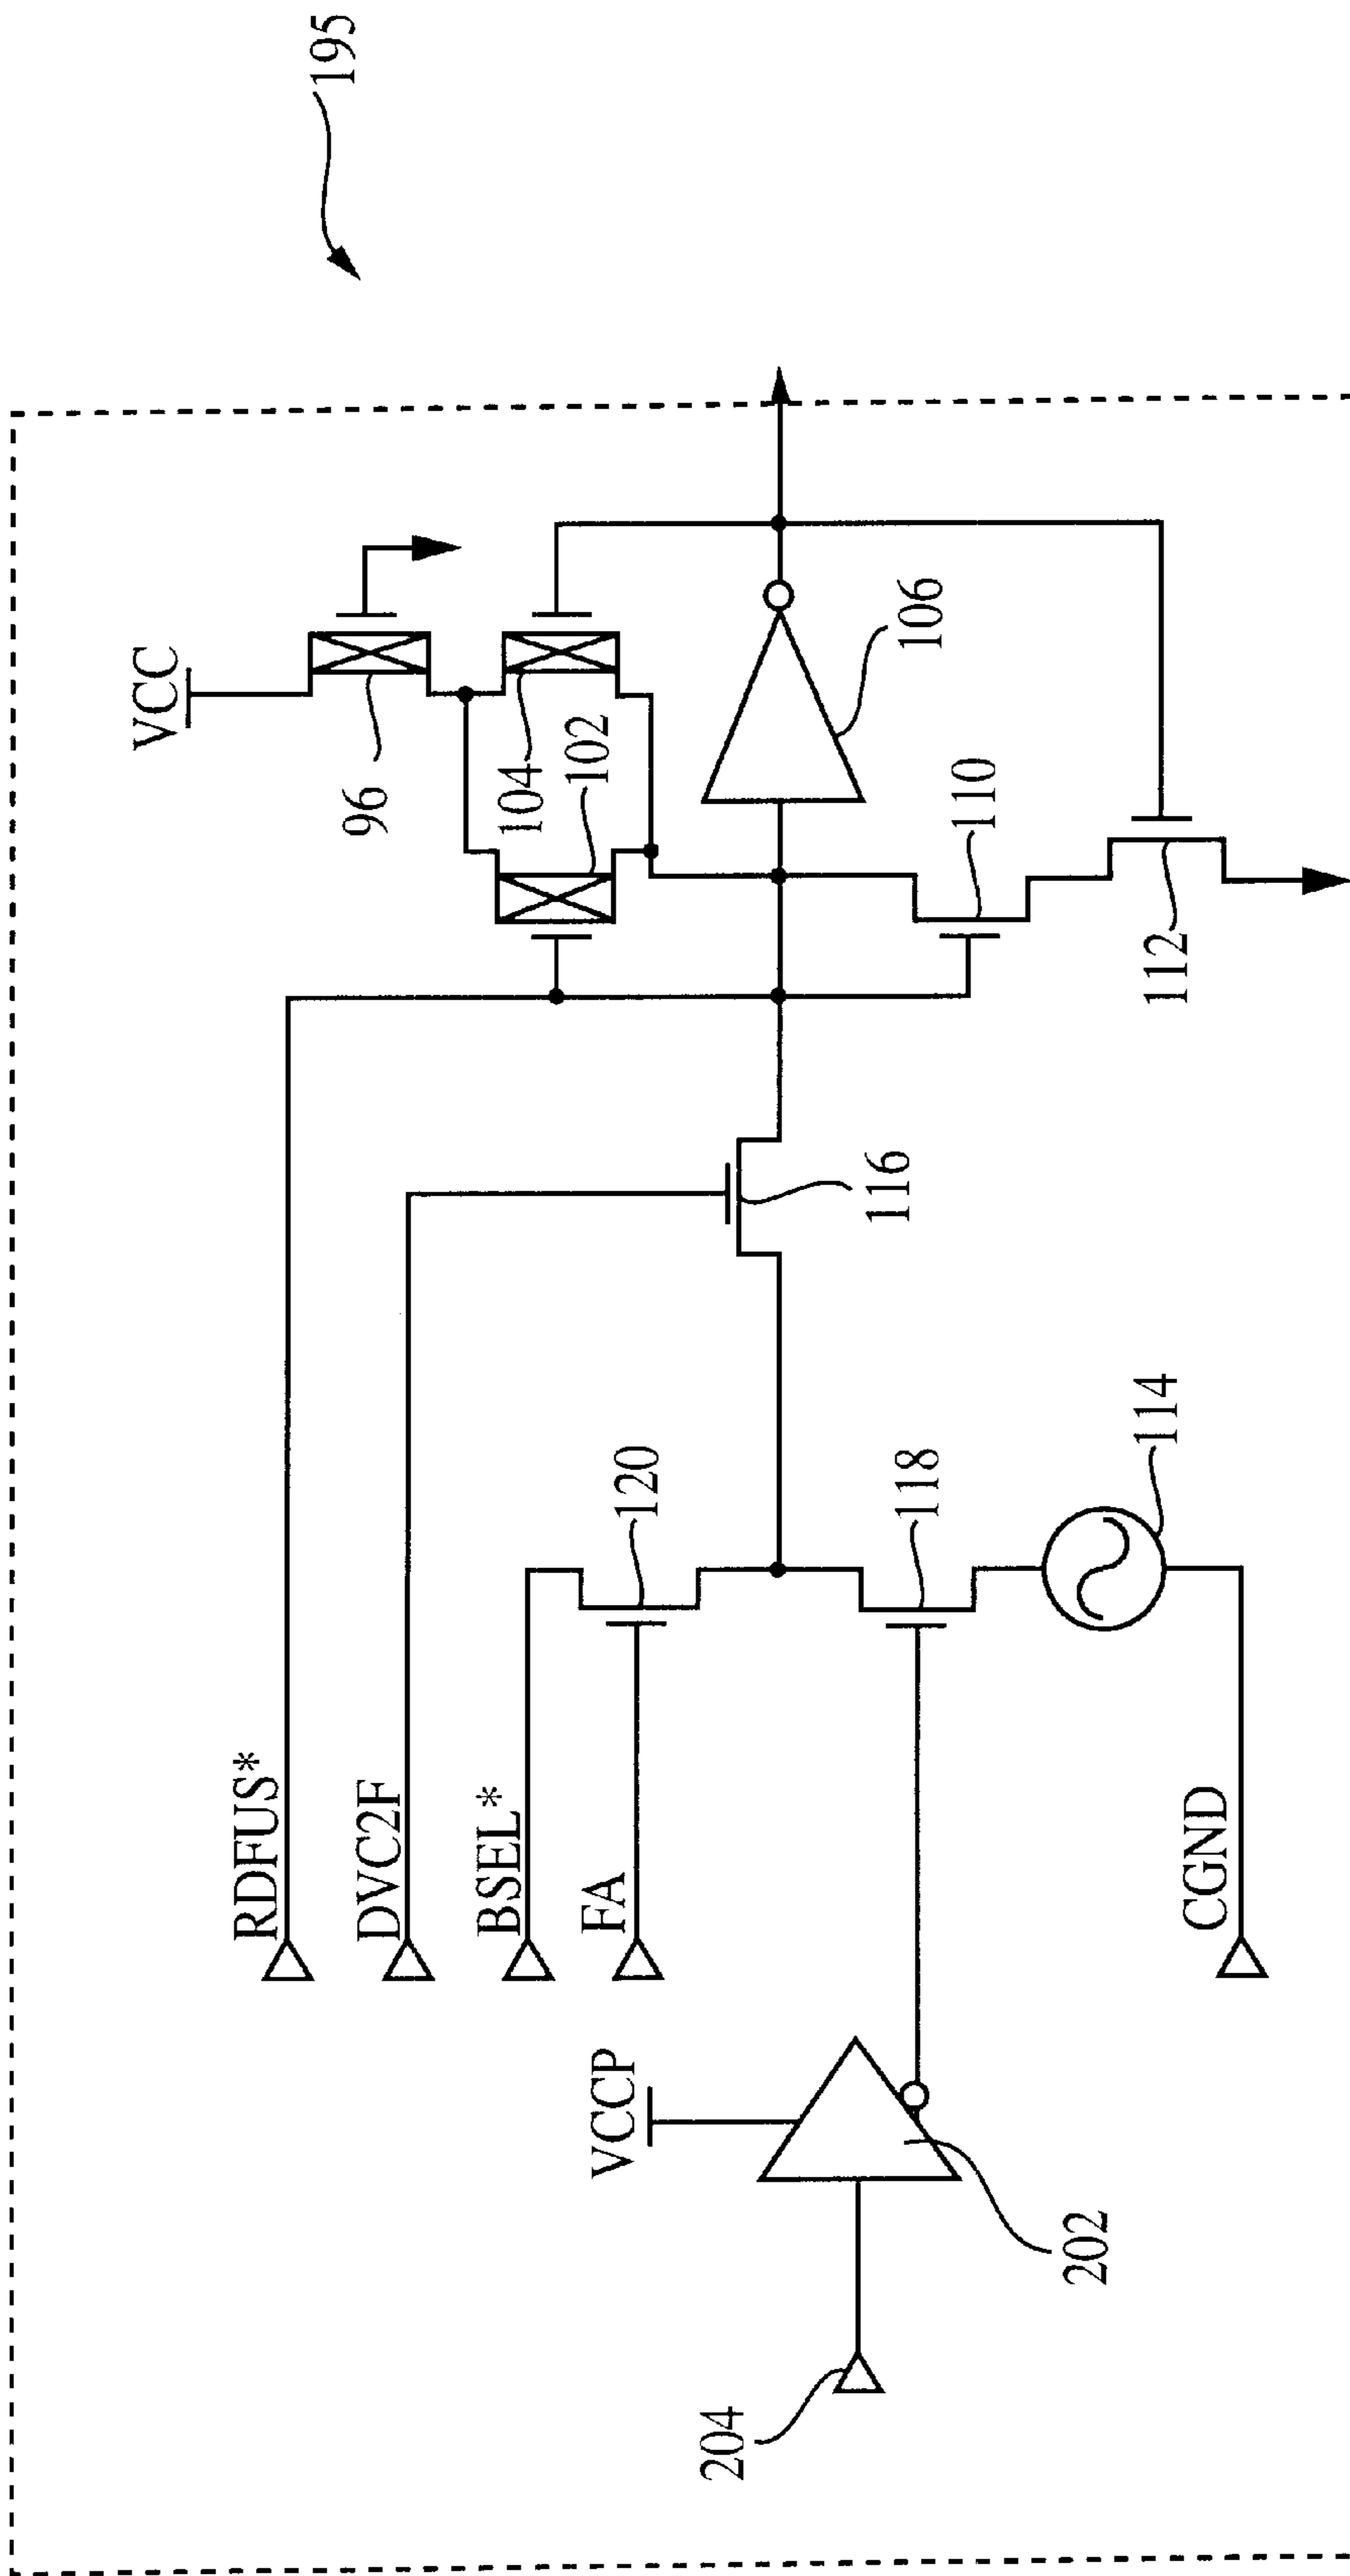 195
VCC
96
104
102
106
110
112
RDFUS*
DVC2F
116
BSEL*
FA
120
118
114
CGND
VCCP
202
204